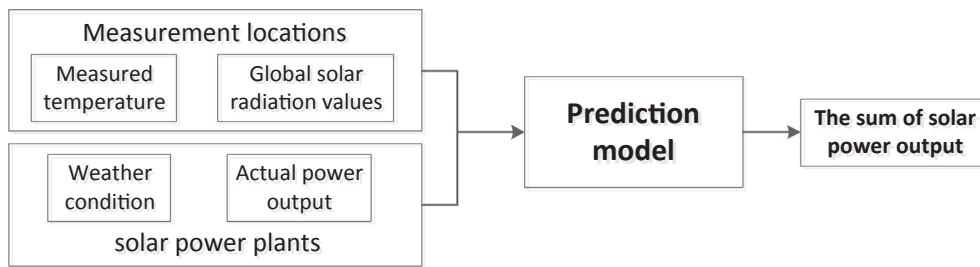 Measurement locations
Measured
temperature
Global solar
radiation values
Weather
condition
Actual power
output
solar power plants
Prediction
model
The sum of solar
power output